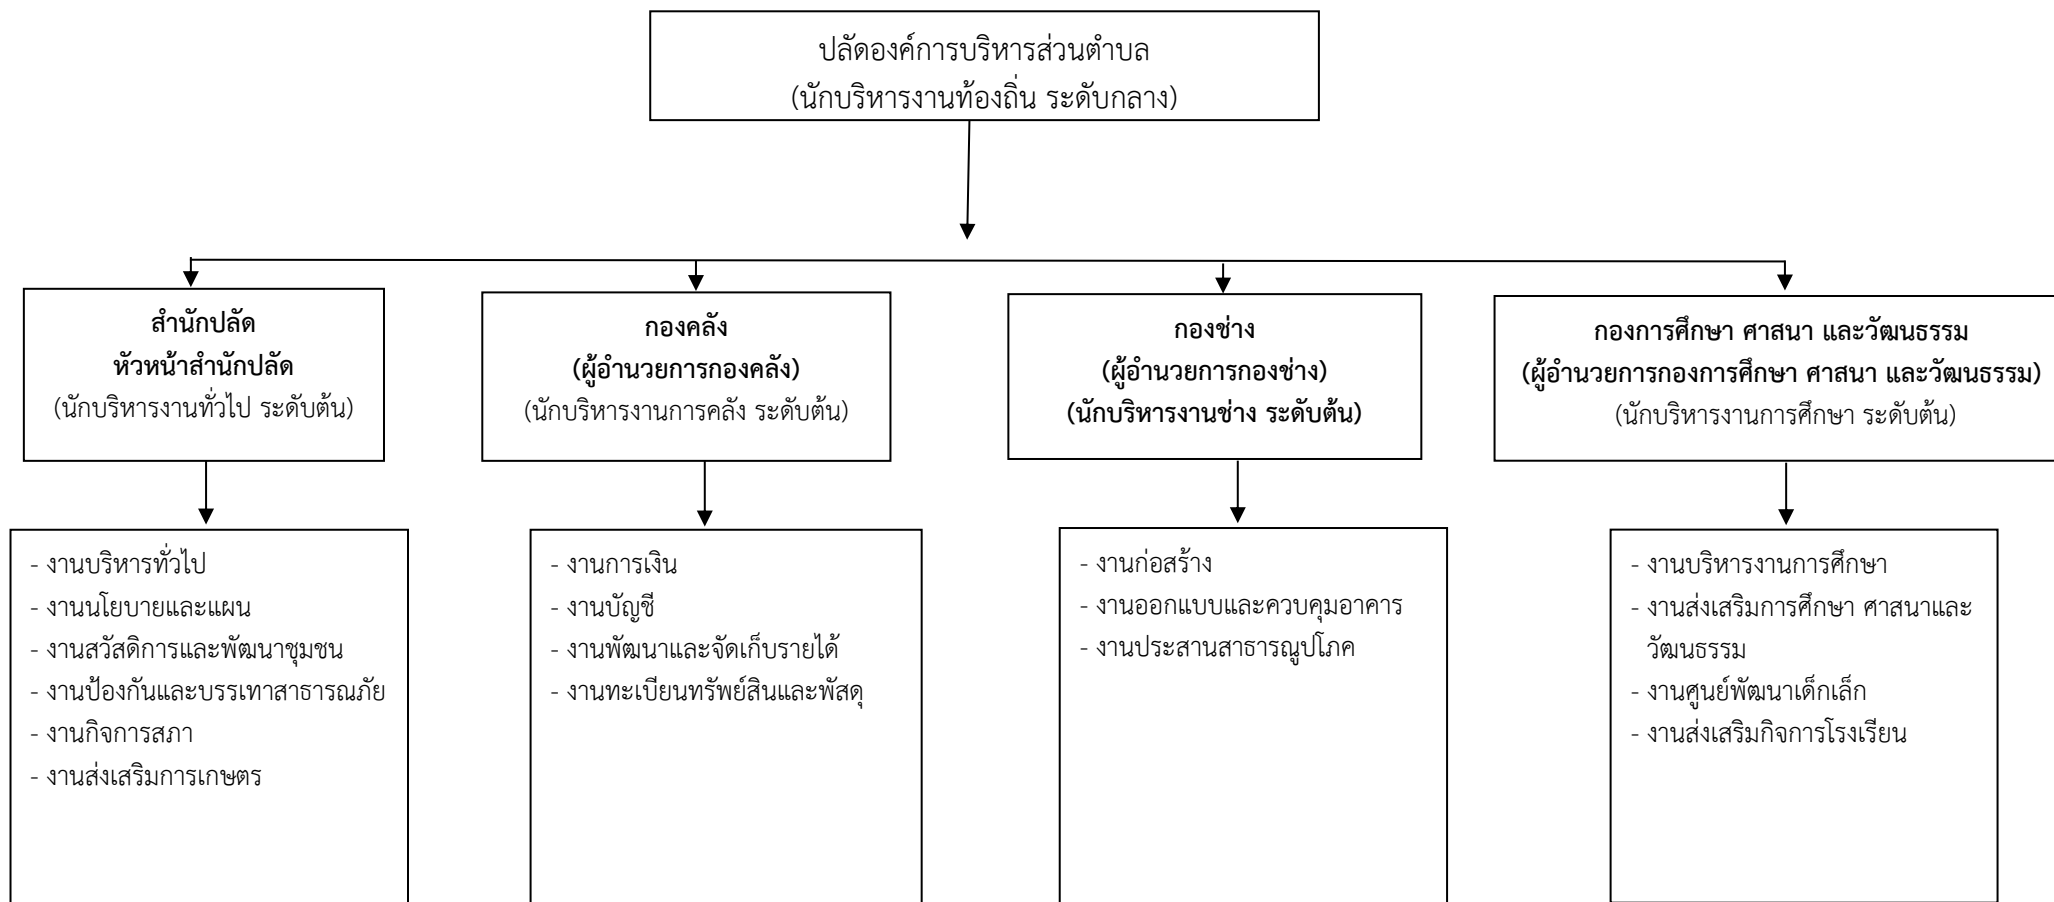 ปลัดองค์การบริหารส่วนตำบล
(นักบริหารงานท้องถิ่น ระดับกลาง)
สำนักปลัด
หัวหน้าสำนักปลัด
(นักบริหารงานทั่วไป ระดับต้น)
กองคลัง
(ผู้อำนวยการกองคลัง)
(นักบริหารงานการคลัง ระดับต้น)
กองช่าง
(ผู้อำนวยการกองช่าง)
(นักบริหารงานช่าง ระดับต้น)
กองการศึกษา ศาสนา และวัฒนธรรม
(ผู้อำนวยการกองการศึกษา ศาสนา และวัฒนธรรม)
(นักบริหารงานการศึกษา ระดับต้น)
- งานบริหารทั่วไป
- งานนโยบายและแผน
- งานสวัสดิการและพัฒนาชุมชน
- งานป้องกันและบรรเทาสาธารณภัย
- งานกิจการสภา
- งานส่งเสริมการเกษตร
- งานการเงิน
- งานบัญชี
- งานพัฒนาและจัดเก็บรายได้
- งานทะเบียนทรัพย์สินและพัสดุ
- งานก่อสร้าง
- งานออกแบบและควบคุมอาคาร
- งานประสานสาธารณูปโภค
- งานบริหารงานการศึกษา
- งานส่งเสริมการศึกษา ศาสนาและ
วัฒนธรรม
- งานศูนย์พัฒนาเด็กเล็ก
- งานส่งเสริมกิจการโรงเรียน